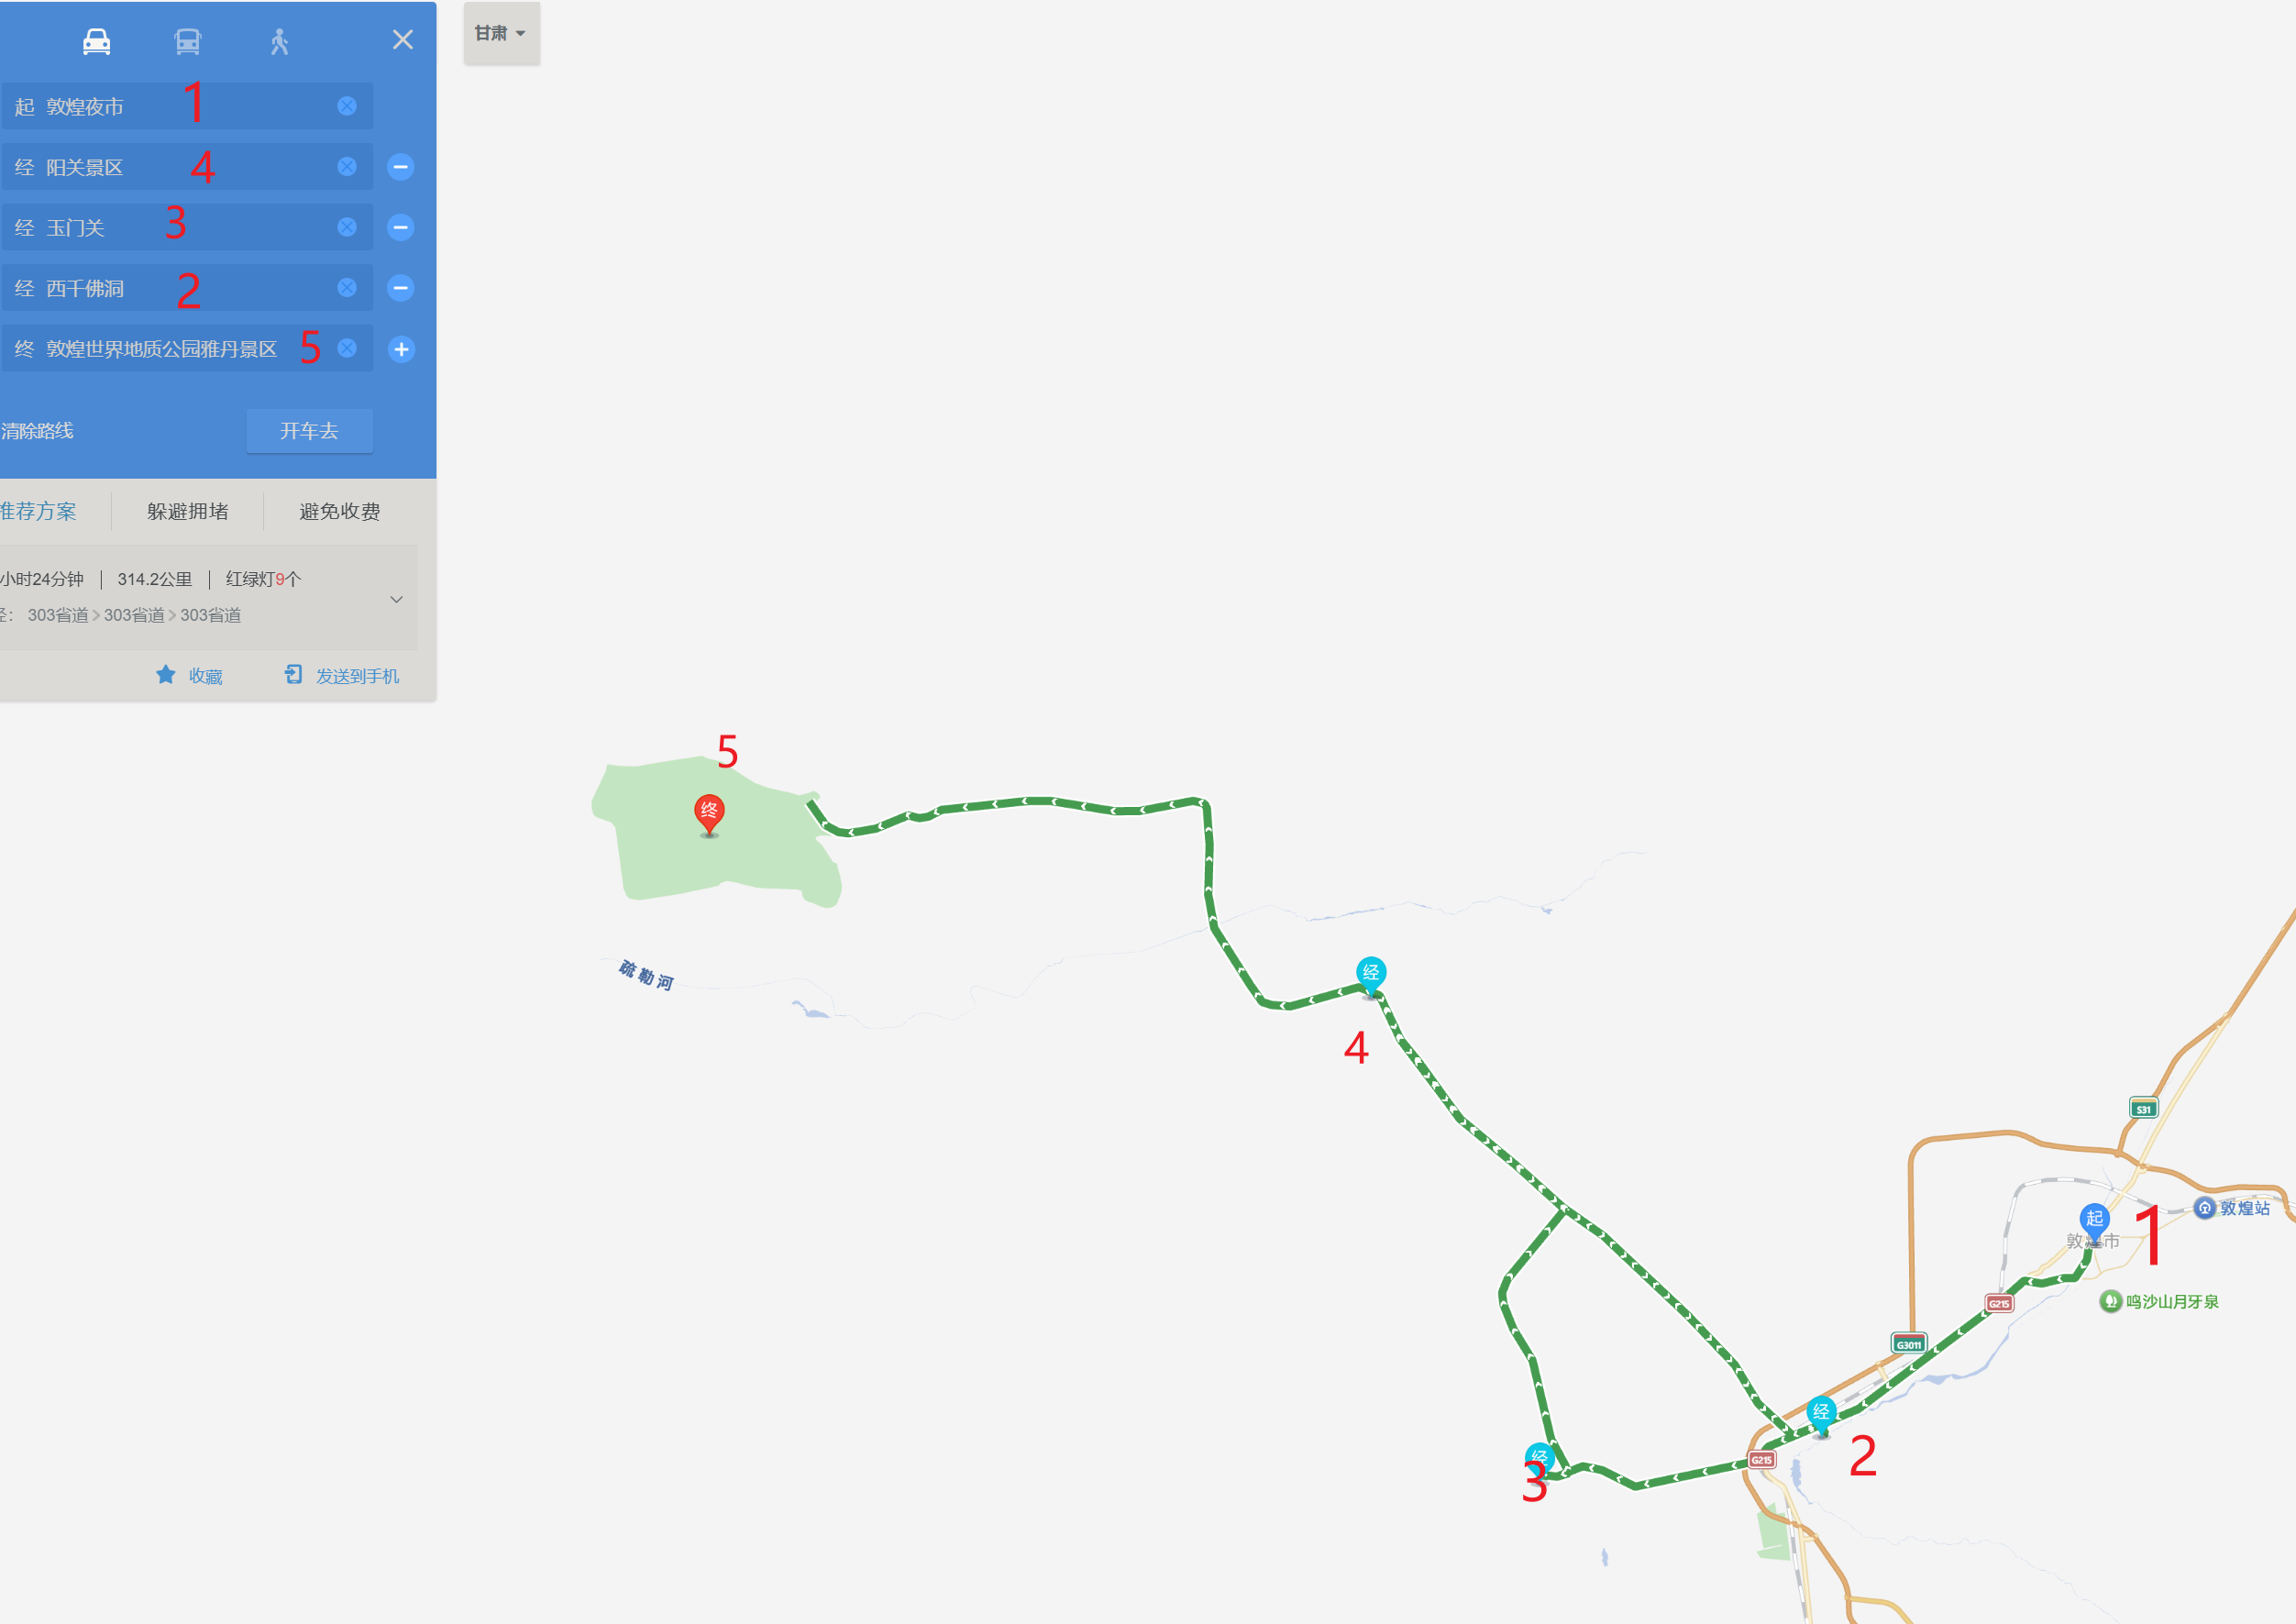 甘肃
起 敦煌夜市 1
经 阳关景区 4
经 玉门关 3
经 西千佛洞 2
终 敦煌世界地质公园雅丹景区 5
清除路线
开车去
推荐方案
躲避拥堵
避免收费
小时24分钟 314.2公里 红绿灯9个
径： 303省道 303省道 303省道
收藏
发送到手机
5
终
疏勒河
经
4
S31
起
1
敦煌站
敦 市
G215
鸣沙山月牙泉
G3011
经
2
G215
经
3